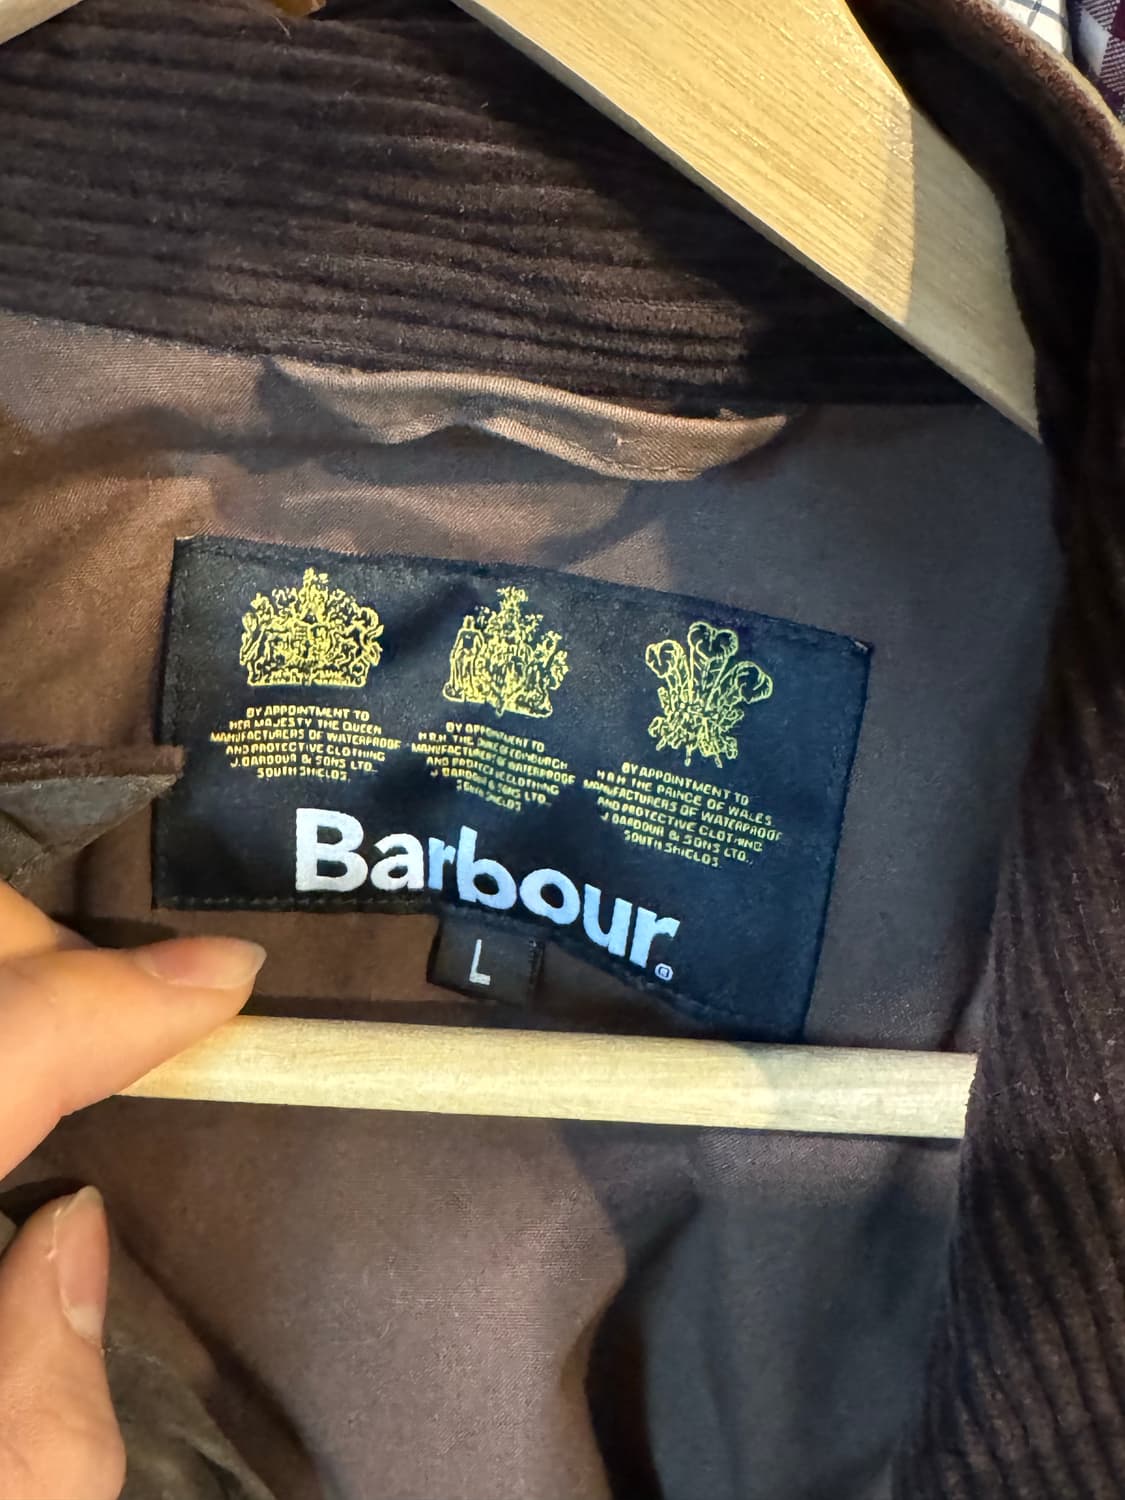 BY APPOINTMENT TO
HER MAJESTY THE QUEEN
MANUFACTURERS OF WATERPROOF
AND PROTECTIVE CLOTHING
J. BARBOUR & SONS LTD.
SOUTH SHIELDS.
BY APPOINTMENT TO
H.R.H. THE DUKE OF EDINBURGH
MANUFACTURERS OF WATERPROOF
AND PROTECTIVE CLOTHING
J. BARBOUR & SONS LTD.
SOUTH SHIELDS
BY APPOINTMENT TO
H.R.H. THE PRINCE OF WALES
MANUFACTURERS OF WATERPROOF
AND PROTECTIVE CLOTHING
J. BARBOUR & SONS LTD.
SOUTH SHIELDS.
Barbour®
L